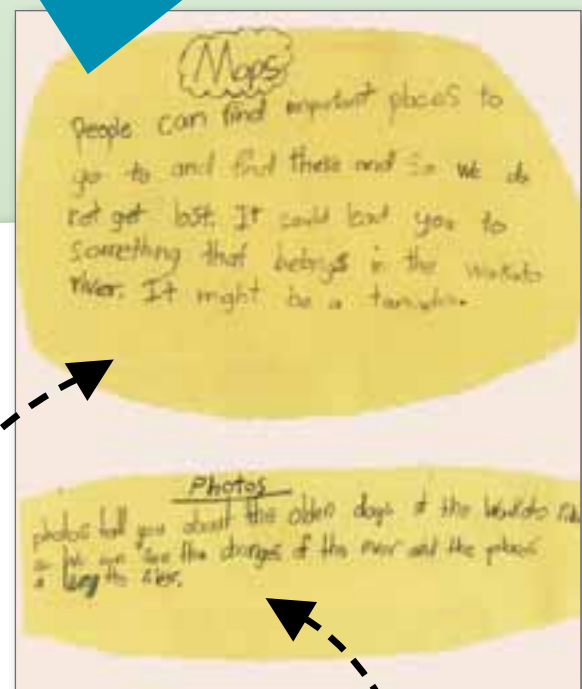 Maps
People can find important places to
go to and find these and so we do
not get lost. It could lead you to
something that belongs in the Waikato
river. It might be a taniwha.
Photos
photos tell you about the olden days of the Waikato
we can see the changes of the river and the places
a long the river.